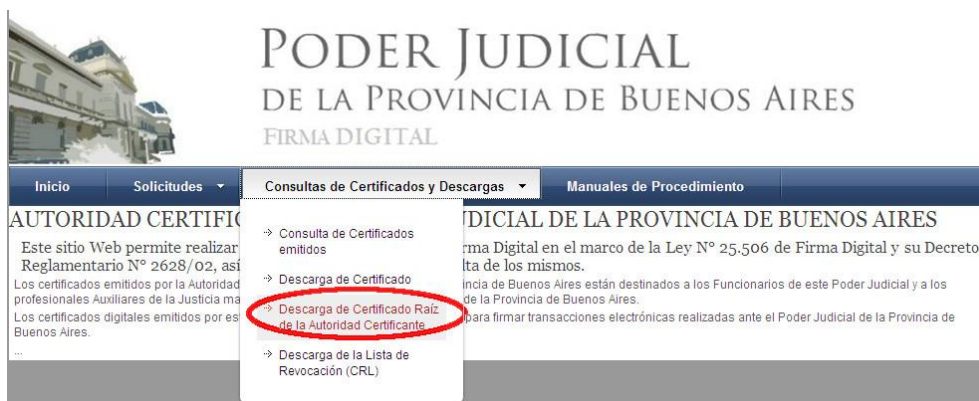 PODER JUDICIAL
DE LA PROVINCIA DE BUENOS AIRES
FIRMA DIGITAL
Inicio Solicitudes Consultas de Certificados y Descargas Manuales de Procedimiento
AUTORIDAD CERTIFIC UDICIAL DE LA PROVINCIA DE BUENOS AIRES
Este sitio Web permite realizar rma Digital en el marco de la Ley N° 25.506 de Firma Digital y su Decreto
Reglamentario N° 2628/02, así lta de los mismos.
Los certificados emitidos por la Autoridad incia de Buenos Aires están destinados a los Funcionarios de este Poder Judicial y a los
profesionales Auxiliares de la Justicia ma de la Provincia de Buenos Aires.
Los certificados digitales emitidos por es para firmar transacciones electrónicas realizadas ante el Poder Judicial de la Provincia de
Buenos Aires.
...
Consulta de Certificados
emitidos
Descarga de Certificado
Descarga de Certificado Raíz
de la Autoridad Certificante
Descarga de la Lista de
Revocación (CRL)